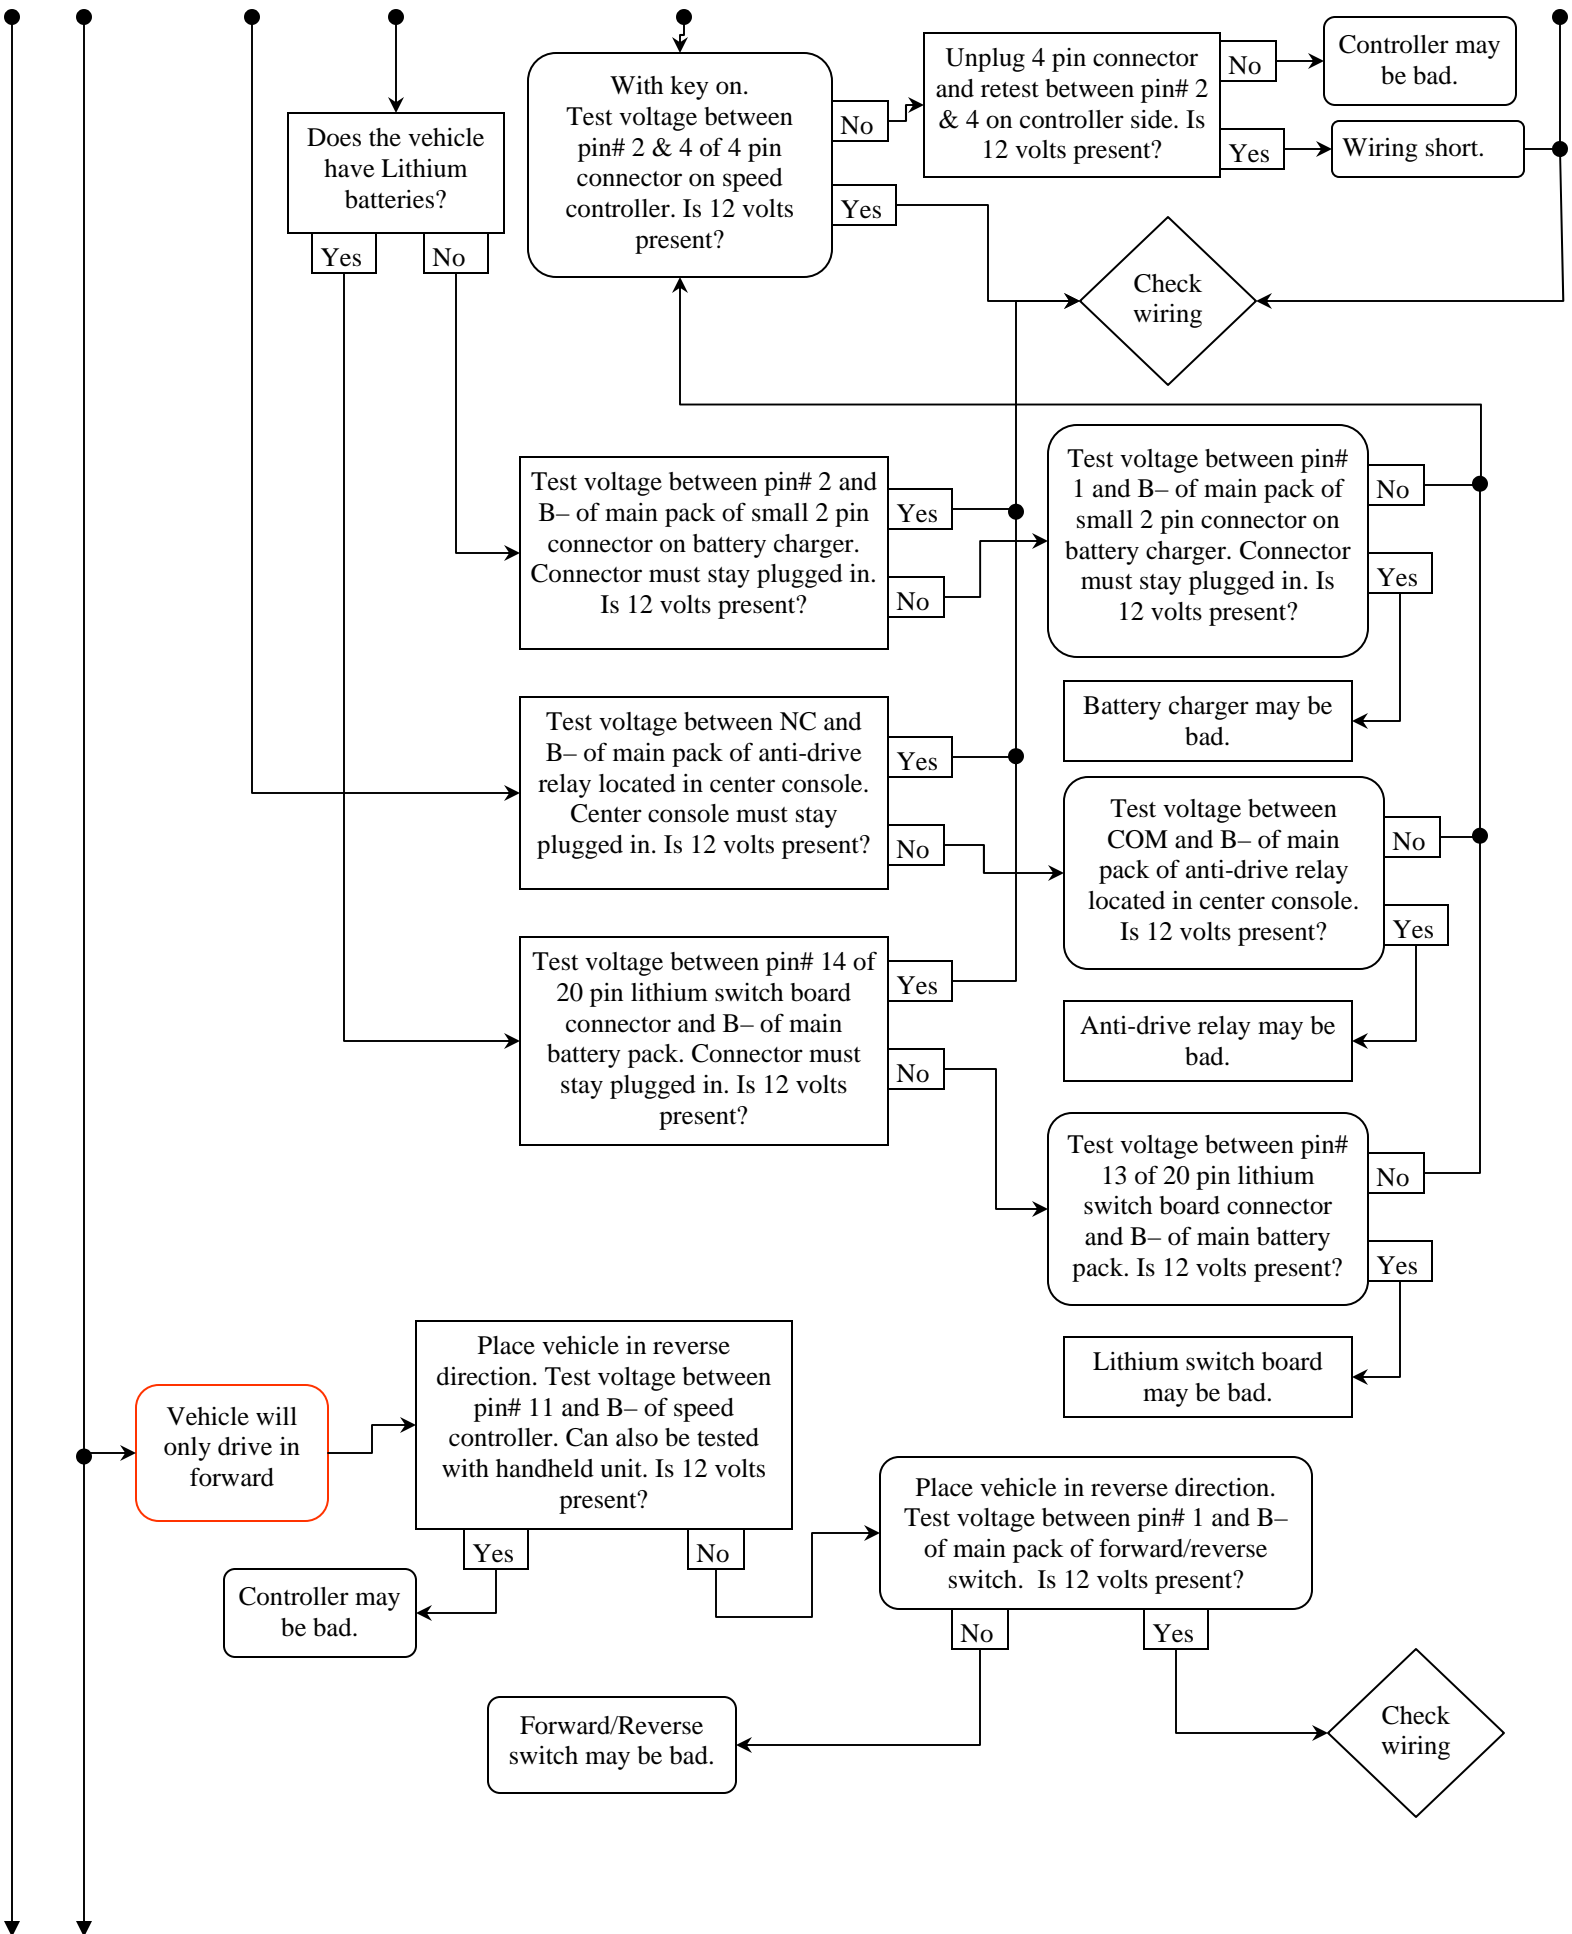 With key on.
Test voltage between
pin# 2 & 4 of 4 pin
connector on speed
controller. Is 12 volts
present?
No
Yes
Unplug 4 pin connector
and retest between pin# 2
& 4 on controller side. Is
12 volts present?
No
Yes
Controller may
be bad.
Wiring short.
Does the vehicle
have Lithium
batteries?
Yes
No
Check
wiring
Test voltage between pin# 2 and
B– of main pack of small 2 pin
connector on battery charger.
Connector must stay plugged in.
Is 12 volts present?
Yes
No
Test voltage between pin#
1 and B– of main pack of
small 2 pin connector on
battery charger. Connector
must stay plugged in. Is
12 volts present?
No
Yes
Battery charger may be
bad.
Test voltage between NC and
B– of main pack of anti-drive
relay located in center console.
Center console must stay
plugged in. Is 12 volts present?
Yes
No
Test voltage between
COM and B– of main
pack of anti-drive relay
located in center console.
Is 12 volts present?
No
Yes
Anti-drive relay may be
bad.
Test voltage between pin# 14 of
20 pin lithium switch board
connector and B– of main
battery pack. Connector must
stay plugged in. Is 12 volts
present?
Yes
No
Test voltage between pin#
13 of 20 pin lithium
switch board connector
and B– of main battery
pack. Is 12 volts present?
No
Yes
Lithium switch board
may be bad.
Vehicle will
only drive in
forward
Place vehicle in reverse
direction. Test voltage between
pin# 11 and B– of speed
controller. Can also be tested
with handheld unit. Is 12 volts
present?
Yes
No
Controller may
be bad.
Place vehicle in reverse direction.
Test voltage between pin# 1 and B–
of main pack of forward/reverse
switch.  Is 12 volts present?
No
Yes
Forward/Reverse
switch may be bad.
Check
wiring